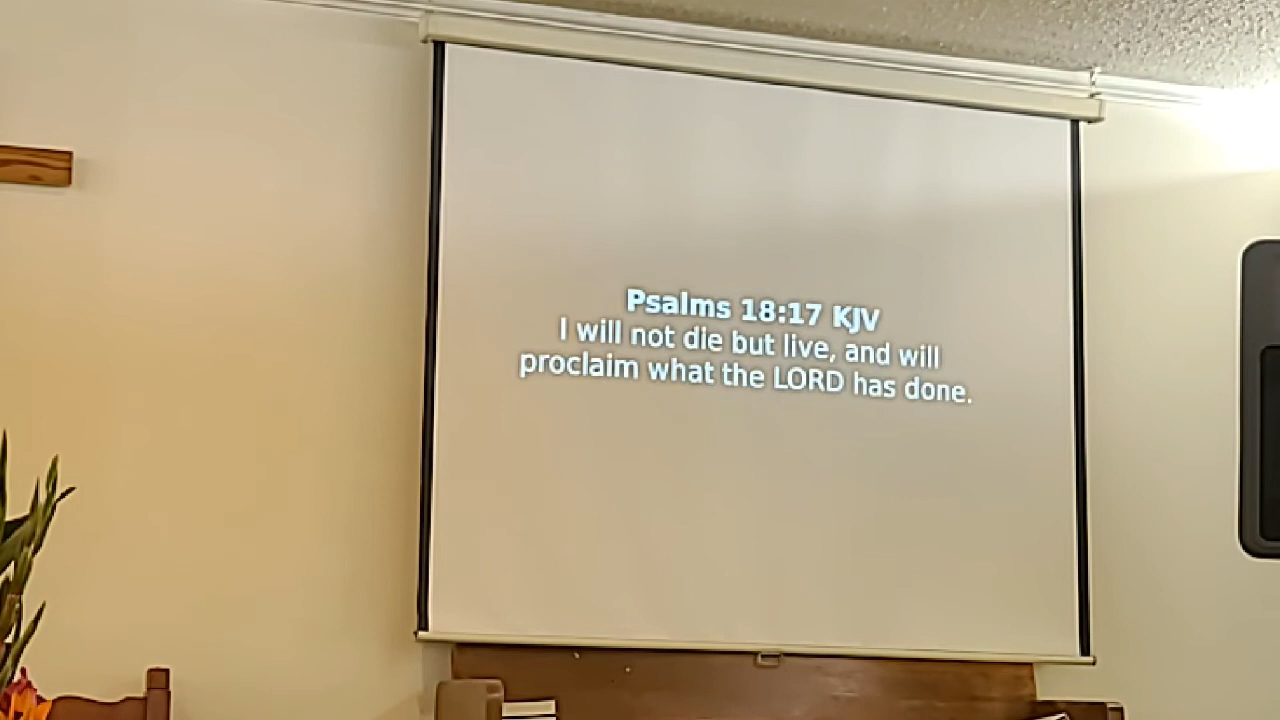 Psalms 18:17 KJV
I will not die but live, and will
proclaim what the LORD has done.